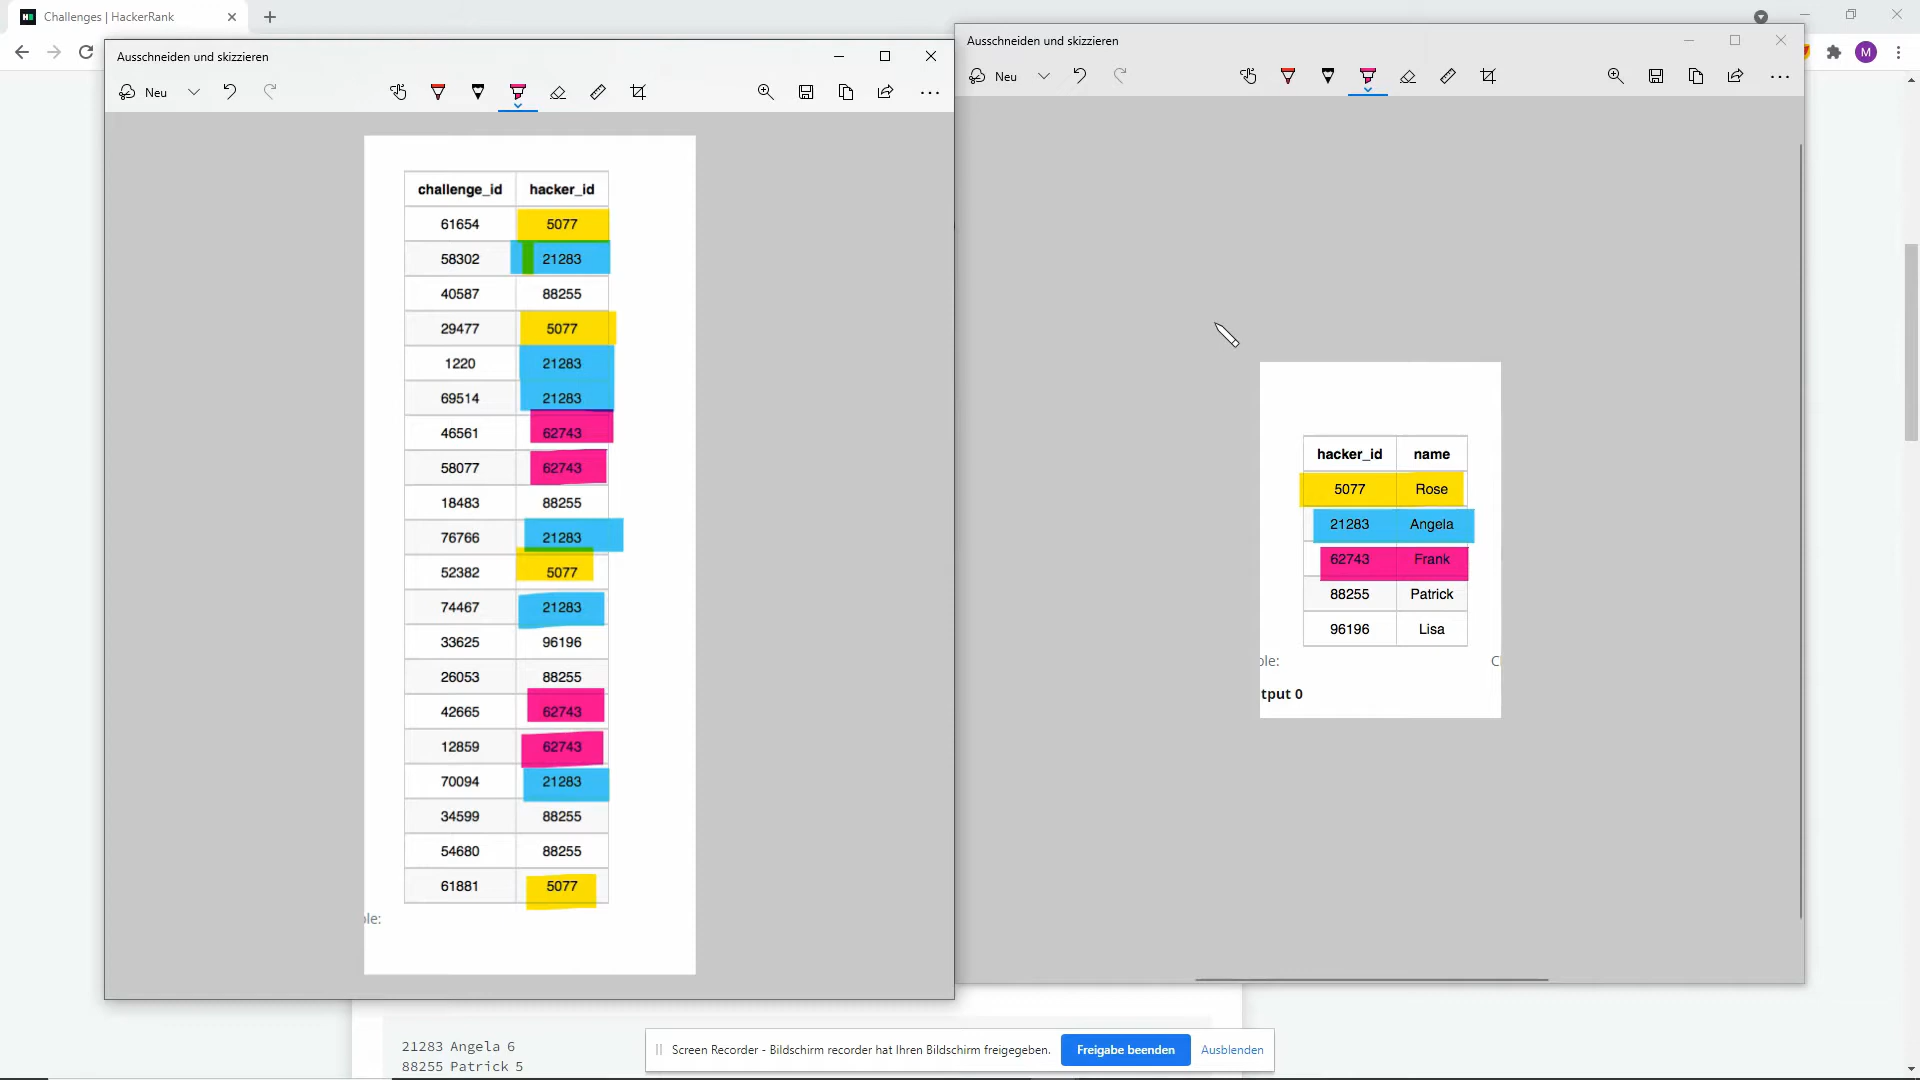 Challenges | HackerRank
Ausschneiden und skizzieren
Neu
challenge_id hacker_id
61654 5077
58302 21283
40587 88255
29477 5077
1220 21283
69514 21283
46561 62743
58077 62743
18483 88255
76766 21283
52382 5077
74467 21283
33625 96196
26053 88255
42665 62743
12859 62743
70094 21283
34599 88255
54680 88255
61881 5077
ole:
Ausschneiden und skizzieren
Neu
M
hacker_id name
5077 Rose
21283 Angela
62743 Frank
88255 Patrick
96196 Lisa
ole:
tput 0
21283 Angela 6
88255 Patrick 5
Screen Recorder - Bildschirm recorder hat Ihren Bildschirm freigegeben.
Freigabe beenden
Ausblenden